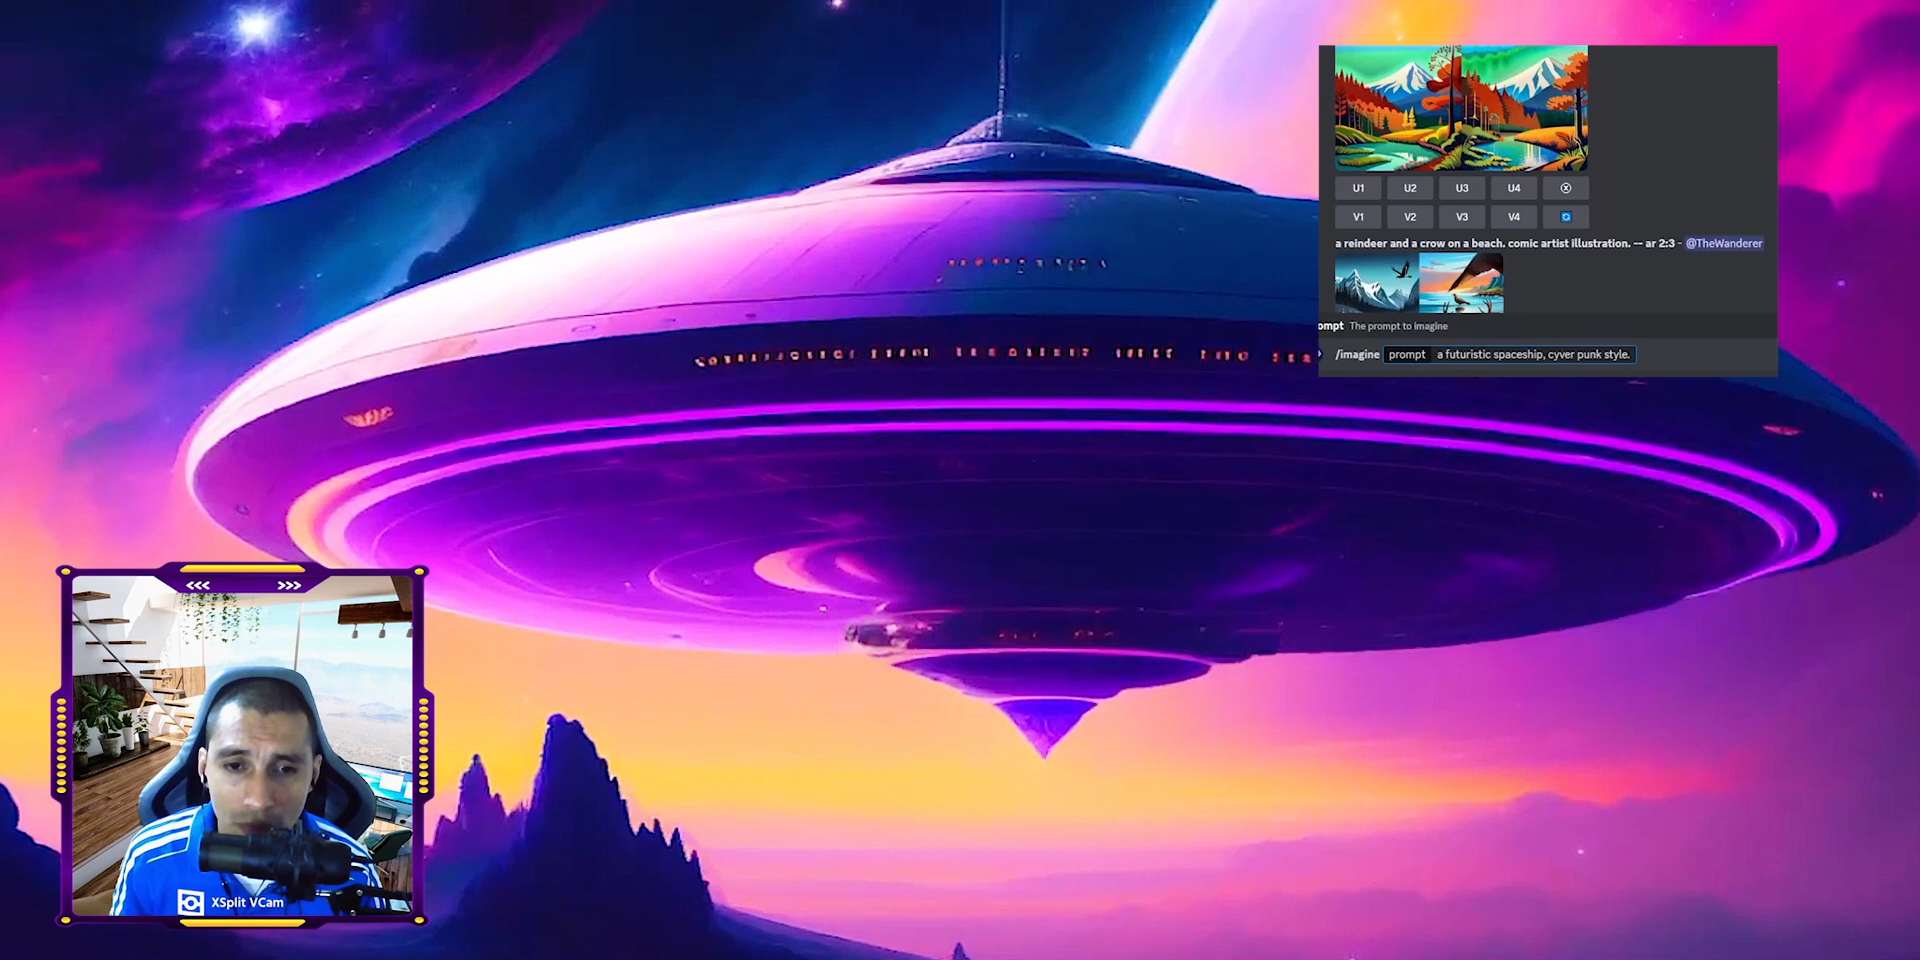 U1 U2 U3 U4
V1 V2 V3 V4
a reindeer and a crow on a beach. comic artist illustration. -- ar 2:3 - @TheWanderer
ompt The prompt to imagine
/imagine prompt a futuristic spaceship, cyver punk style.
<<< >>>
XSplit VCam